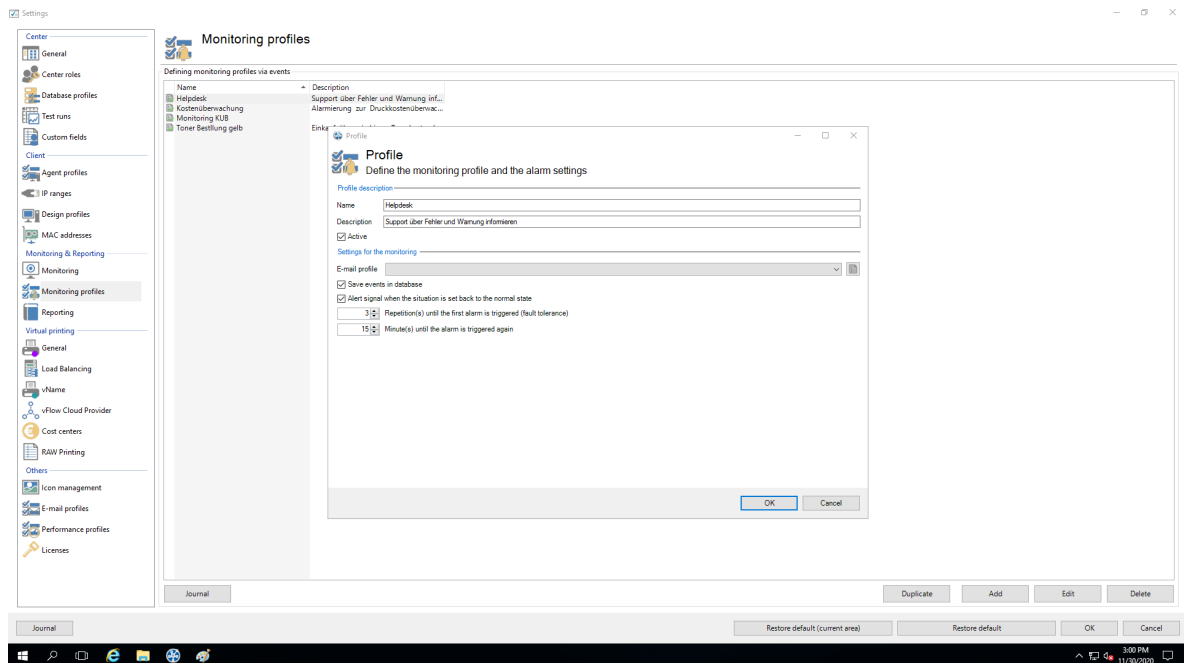 Settings
Center
General
Center roles
Database profiles
Test runs
Custom fields
Client
Agent profiles
IP ranges
Design profiles
MAC addresses
Monitoring & Reporting
Monitoring
Monitoring profiles
Reporting
Virtual printing
General
Load Balancing
vName
vFlow Cloud Provider
Cost centers
RAW Printing
Others
Icon management
E-mail profiles
Performance profiles
Licenses
Monitoring profiles
Defining monitoring profiles via events
Name Description
Helpdesk Support über Fehler und Warnung inf...
Kostenüberwachung Alarmierung zur Druckkostenüberwac...
Monitoring KUB
Toner Bestllung gelb
Profile
Profile
Define the monitoring profile and the alarm settings
Profile description
Name Helpdesk
Description Support über Fehler und Warnung informieren
Active
Settings for the monitoring
E-mail profile
Save events in database
Alert signal when the situation is set back to the normal state
3 Repetition(s) until the first alarm is triggered (fault tolerance)
15 Minute(s) until the alarm is triggered again
OK Cancel
Journal Duplicate Add Edit Delete
Journal Restore default (current area) Restore default OK Cancel
3:00 PM
11/30/2020